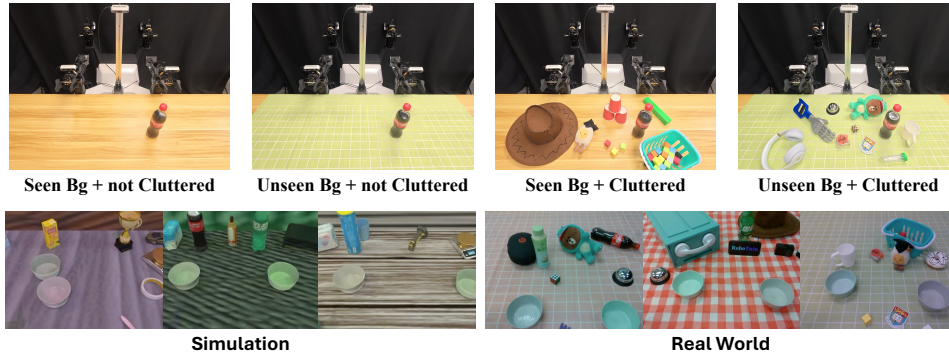 Seen Bg + not Cluttered
Unseen Bg + not Cluttered
Seen Bg + Cluttered
Unseen Bg + Cluttered
Simulation
Real World